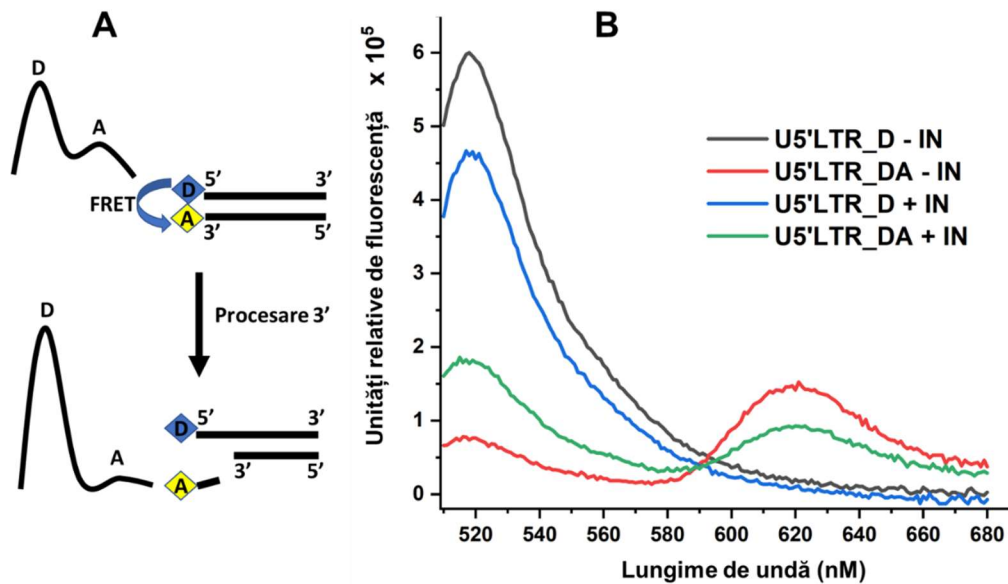 A
D
A
FRET
D
5'
3'
A
3'
5'
Procesare 3’
D
A
D
5'
3'
3'
5'
A
B
Unități relative de fluorescență x 10⁵
6
5
4
3
2
1
0
U5'LTR_D - IN
U5'LTR_DA - IN
U5'LTR_D + IN
U5'LTR_DA + IN
520 540 560 580 600 620 640 660 680
Lungime de undă (nM)